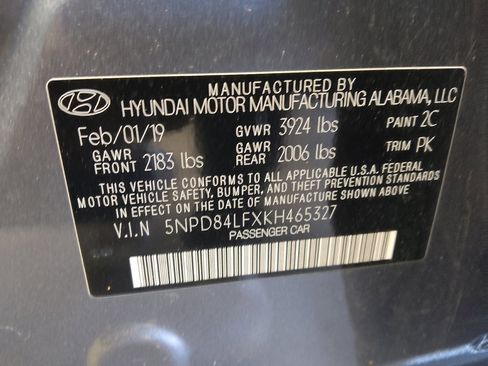 MANUFACTURED BY
HYUNDAI MOTOR MANUFACTURING ALABAMA, LLC
Feb/01/19 GVWR 3924 lbs PAINT 2C
GAWR FRONT 2183 lbs GAWR REAR 2006 lbs TRIM PK
THIS VEHICLE CONFORMS TO ALL APPLICABLE U.S.A. FEDERAL
MOTOR VEHICLE SAFETY, BUMPER, AND THEFT PREVENTION STANDARDS
IN EFFECT ON THE DATE OF MANUFACTURE SHOWN ABOVE
V.I.N 5NPD84LFXKH465327
PASSENGER CAR